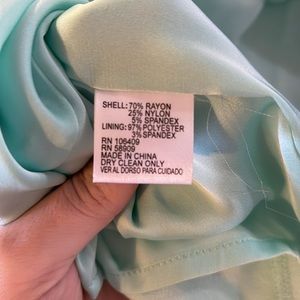 SHELL: 70% RAYON
25% NYLON
5% SPANDEX
LINING: 97% POLYESTER
3% SPANDEX
RN 106409
RN 58909
MADE IN CHINA
DRY CLEAN ONLY
VER AL DORSO PARA CUIDADO